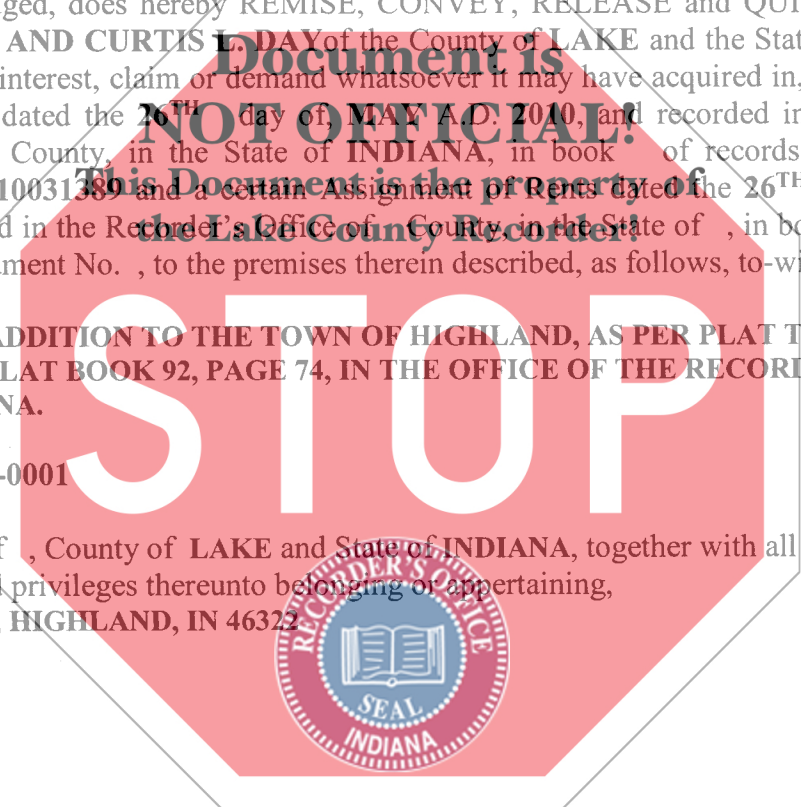 ged, does hereby REMISE, CONVEY, RELEASE and QUI
AND CURTIS L. DAYof the County of LAKE and the Stat
Document is
interest, claim or demand whatsoever it may have acquired in,
dated the 26TH day of, MAY A.D. 2010, and recorded in
NOT OFFICIAL!
County, in the State of INDIANA, in book of records
10031389 and a certain Assignment of Rents dated the 26TH
This Document is the property of
d in the Recorder's Office of County, in the State of , in bo
the Lake County Recorder!
ment No. , to the premises therein described, as follows, to-wi
STOP
ADDITION TO THE TOWN OF HIGHLAND, AS PER PLAT T
LAT BOOK 92, PAGE 74, IN THE OFFICE OF THE RECORD
NA.
-0001
f , County of LAKE and State of INDIANA, together with all
d privileges thereunto belonging or appertaining,
, HIGHLAND, IN 46322
RECORDER'S OFFICE
SEAL
INDIANA